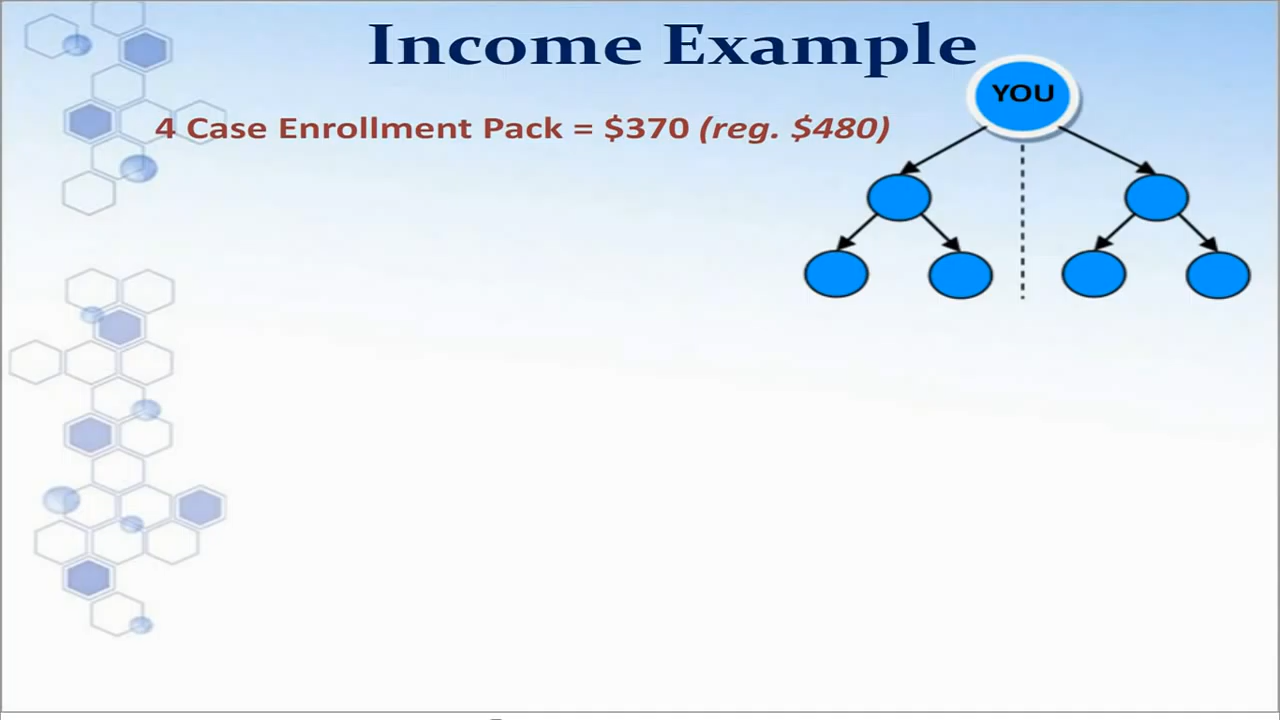 Income Example
YOU
4 Case Enrollment Pack = $370 (reg. $480)